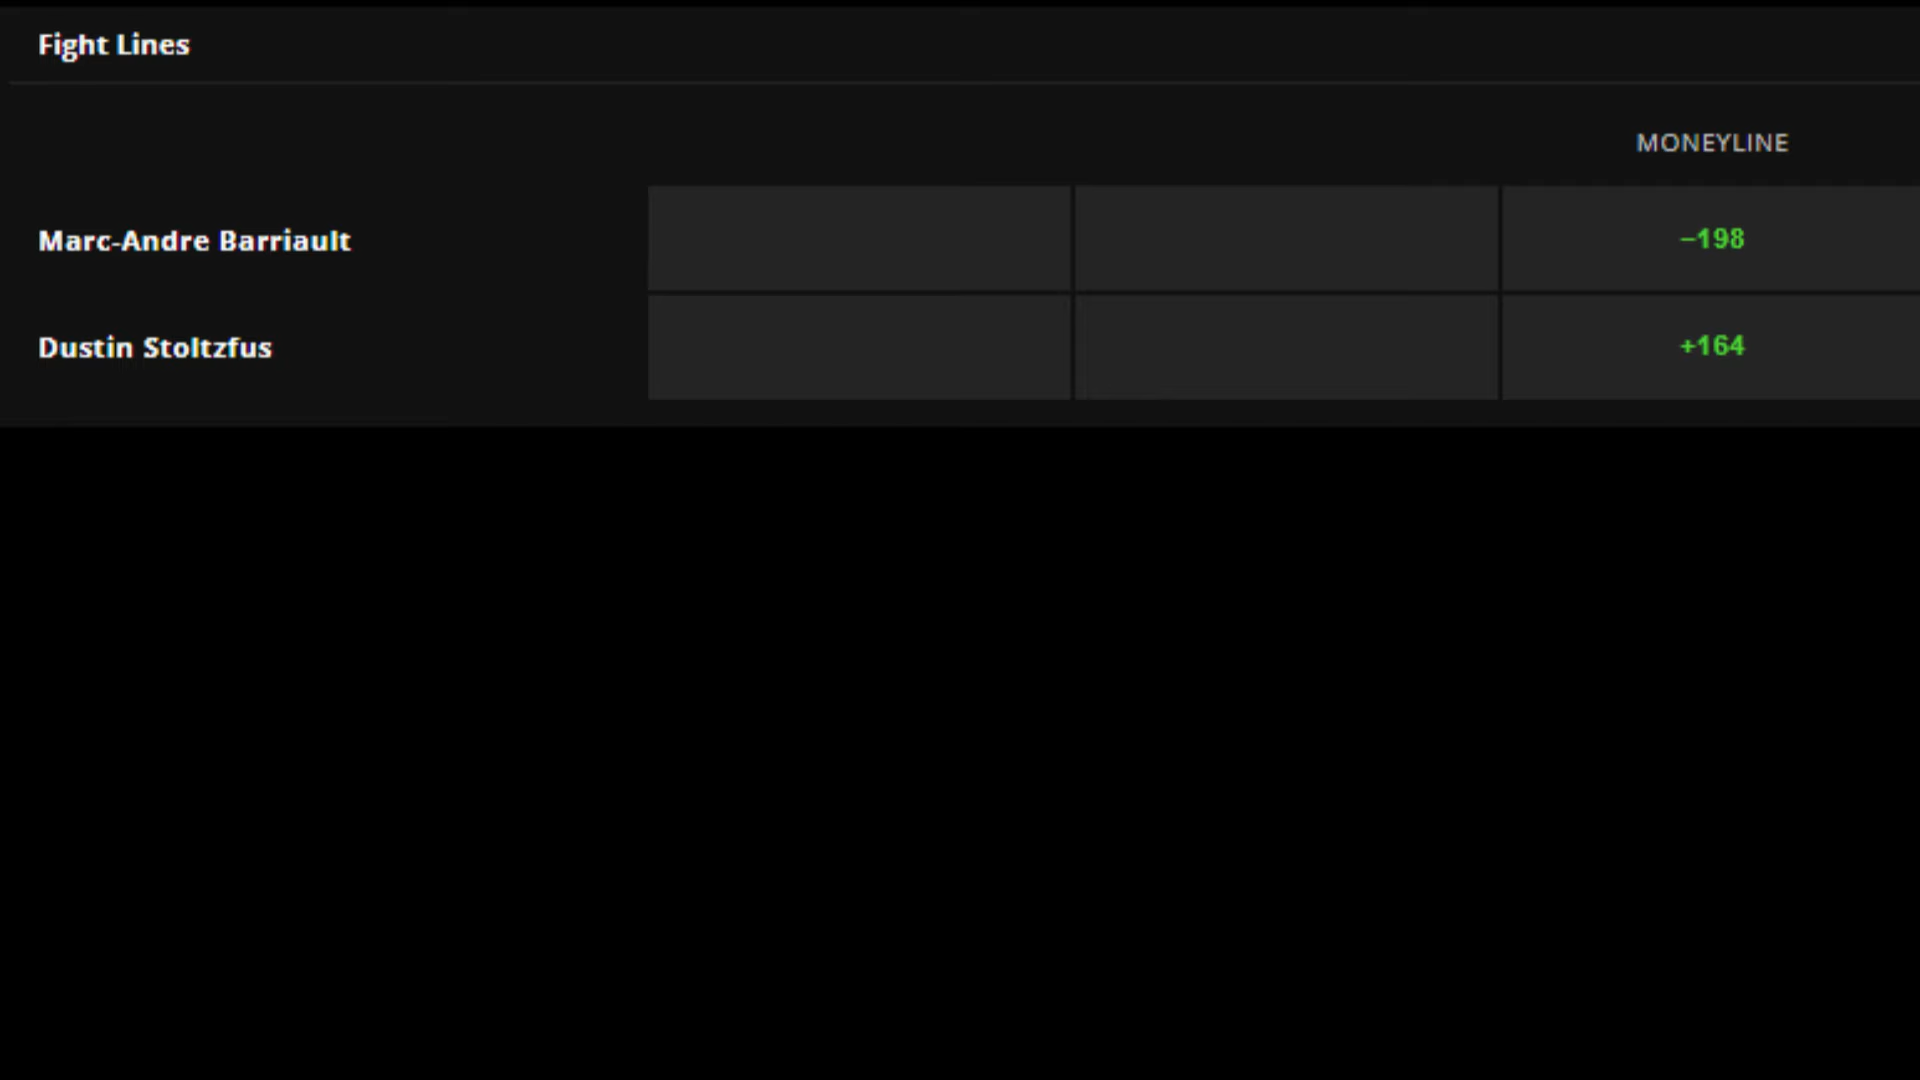 Fight Lines
MONEYLINE
Marc-Andre Barriault
−198
Dustin Stoltzfus
+164